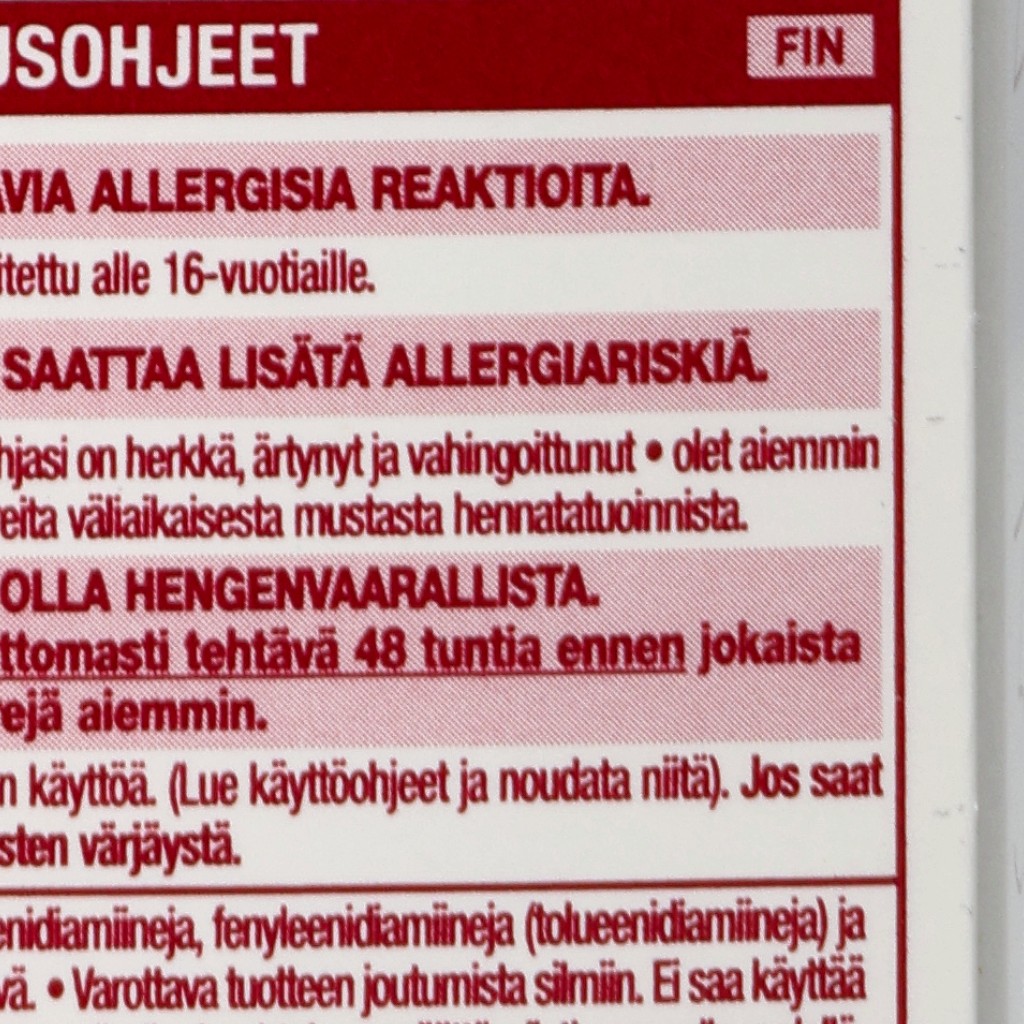 USOHJEET FIN
AVIA ALLERGISIA REAKTIOITA.
itettu alle 16-vuotiaille.
SAATTAA LISÄTÄ ALLERGIARISKIÄ.
hjasi on herkkä, ärtynyt ja vahingoittunut • olet aiemmin
eita väliaikaisesta mustasta hennatatuoinnista.
OLLA HENGENVAARALLISTA.
ttomasti tehtävä 48 tuntia ennen jokaista
ejä aiemmin.
n käyttöä. (Lue käyttöohjeet ja noudata niitä). Jos saat
sten värjäystä.
enidiamiineja, fenyleenidiamiineja (tolueenidiamiineja) ja
vä. • Varottava tuotteen joutumista silmiin. Ei saa käyttää